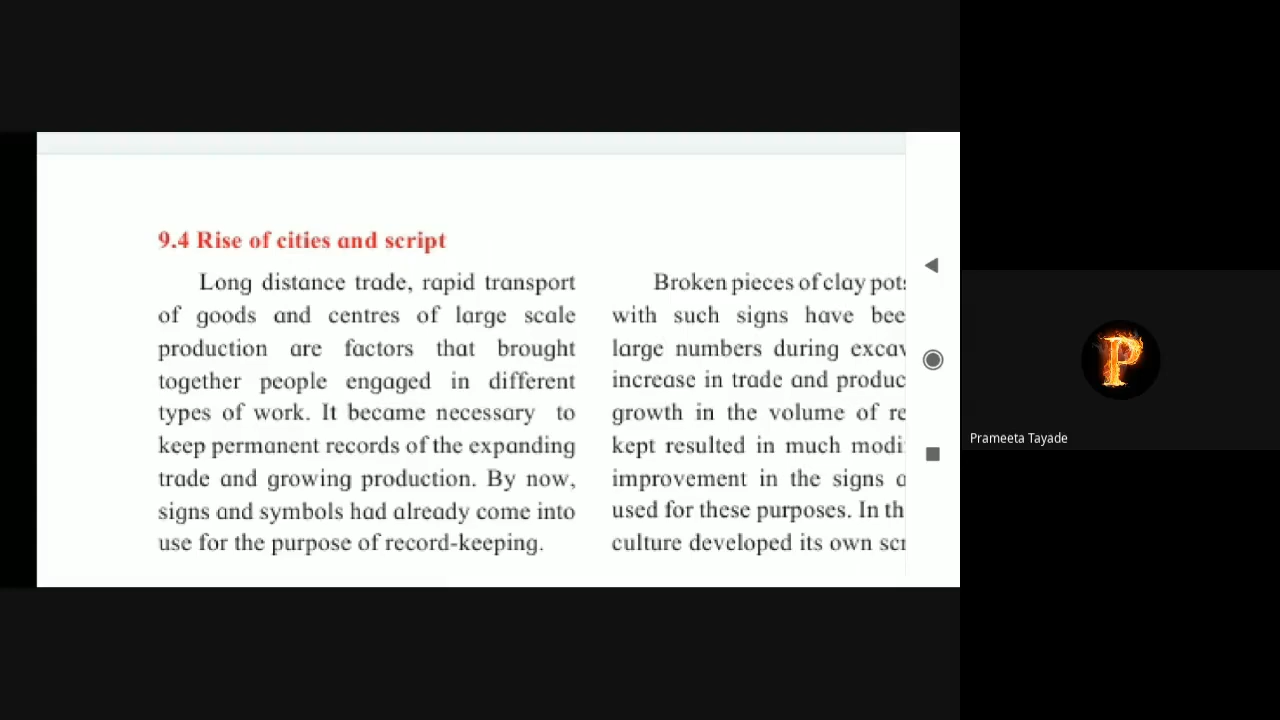 9.4 Rise of cities and script
Long distance trade, rapid transport
of goods and centres of large scale
production are factors that brought
together people engaged in different
types of work. It became necessary to
keep permanent records of the expanding
trade and growing production. By now,
signs and symbols had already come into
use for the purpose of record-keeping.
Broken pieces of clay pots
with such signs have
large numbers during
increase in trade and
growth in the volume of
kept resulted in much
improvement in the signs
used for these purposes. In
culture developed its own
P
Prameeta Tayade